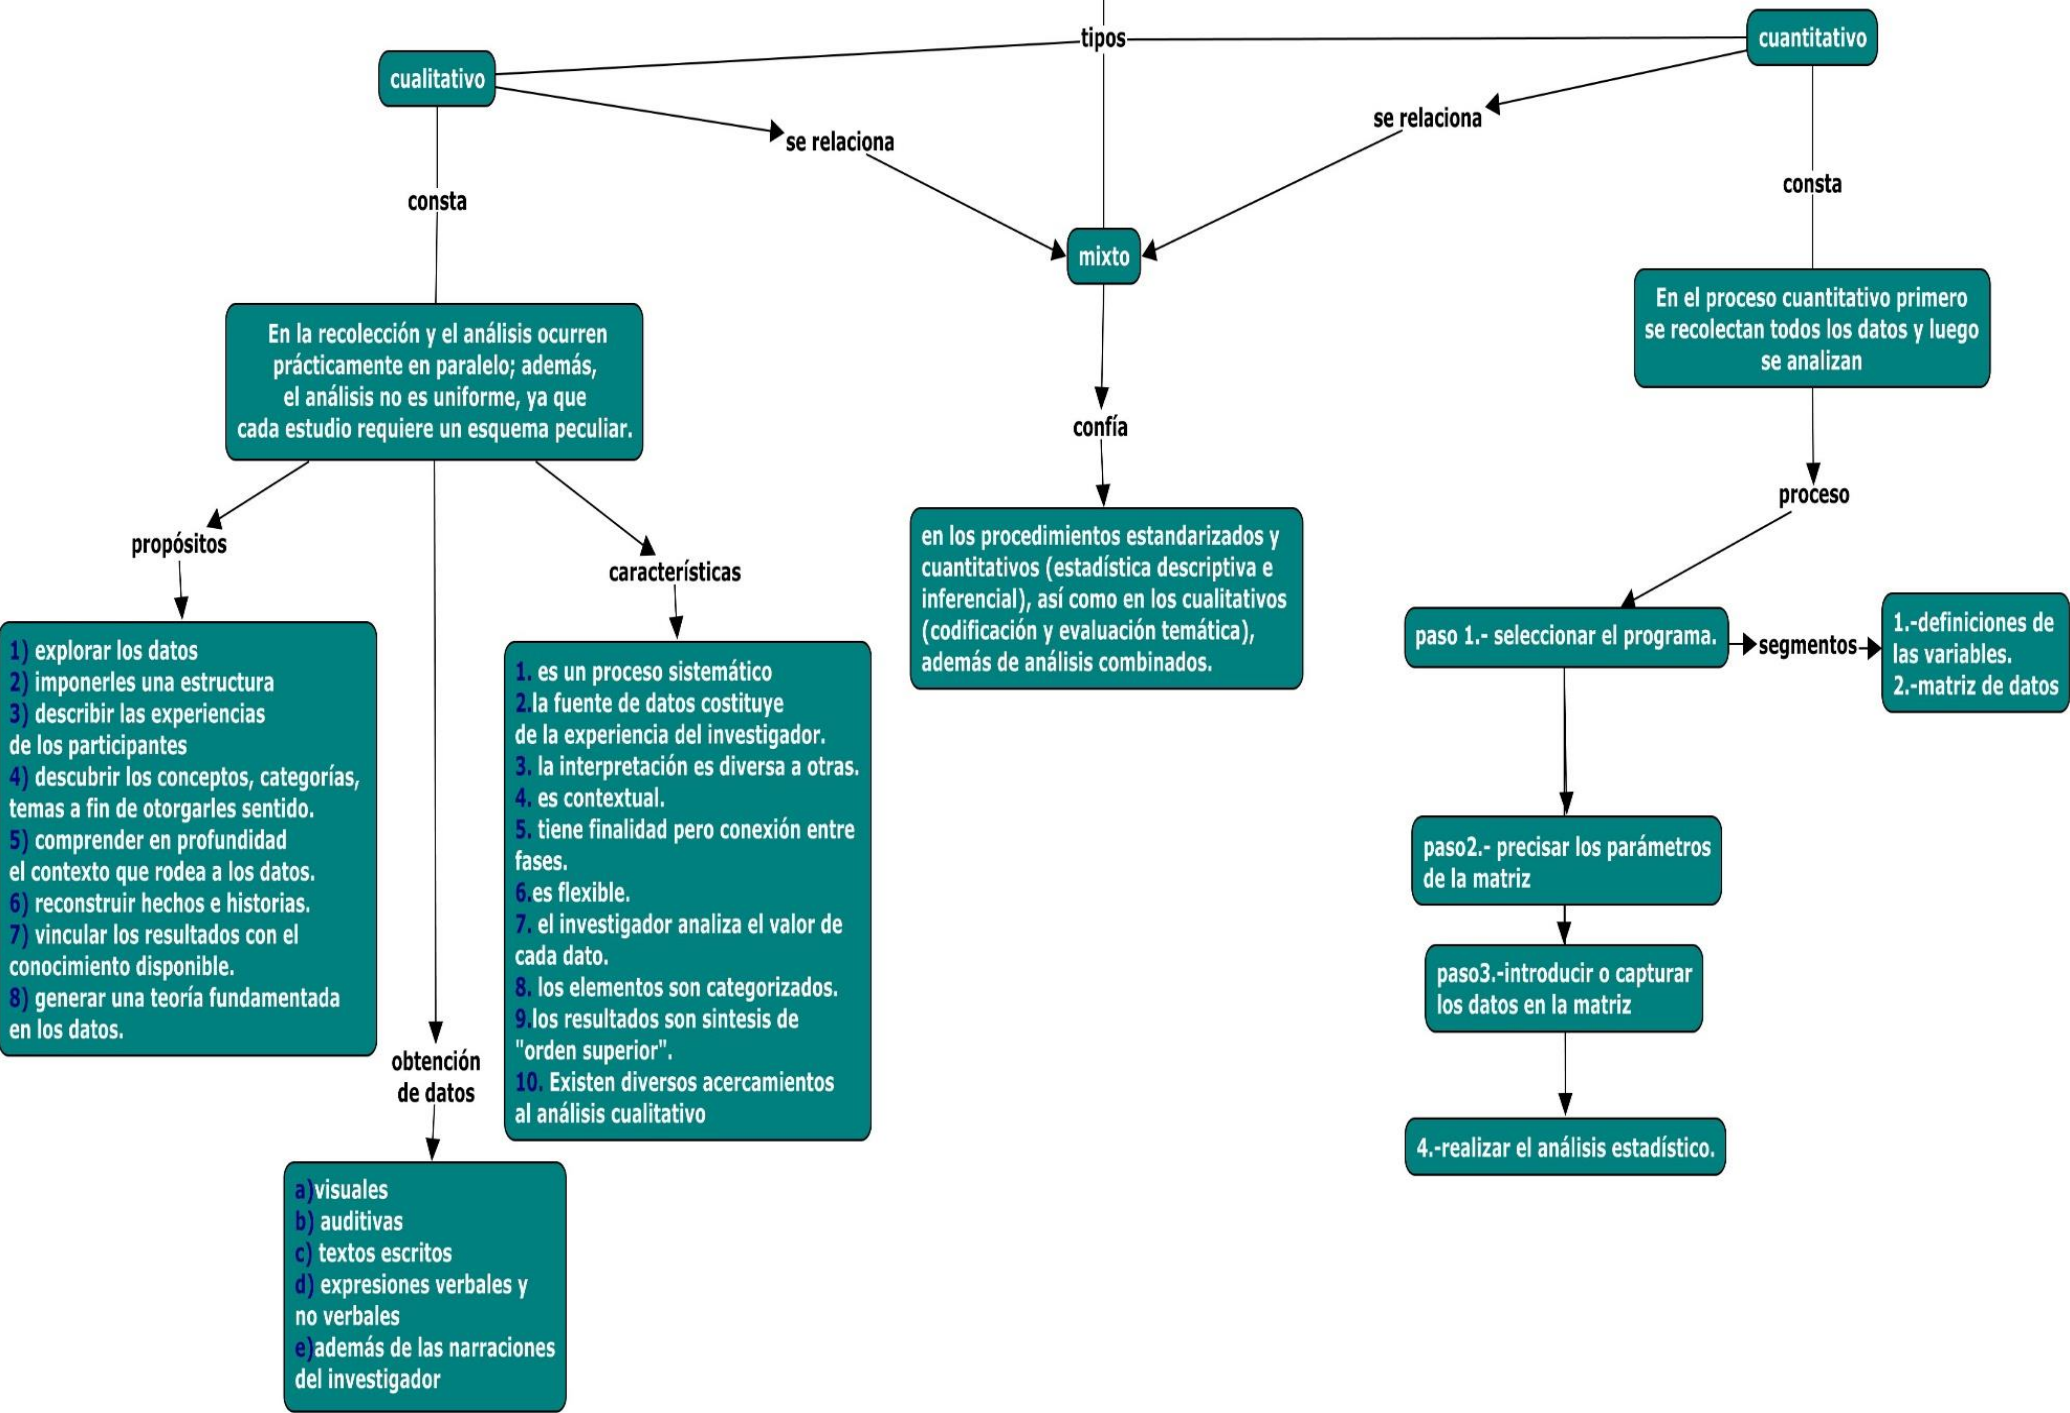 tipos
cualitativo
cuantitativo
se relaciona
se relaciona
consta
consta
mixto
En la recolección y el análisis ocurren
prácticamente en paralelo; además,
el análisis no es uniforme, ya que
cada estudio requiere un esquema peculiar.
En el proceso cuantitativo primero
se recolectan todos los datos y luego
se analizan
confía
proceso
propósitos
características
en los procedimientos estandarizados y
cuantitativos (estadística descriptiva e
inferencial), así como en los cualitativos
(codificación y evaluación temática),
además de análisis combinados.
1) explorar los datos
2) imponerles una estructura
3) describir las experiencias
de los participantes
4) descubrir los conceptos, categorías,
temas a fin de otorgarles sentido.
5) comprender en profundidad
el contexto que rodea a los datos.
6) reconstruir hechos e historias.
7) vincular los resultados con el
conocimiento disponible.
8) generar una teoría fundamentada
en los datos.
1. es un proceso sistemático
2.la fuente de datos costituye
de la experiencia del investigador.
3. la interpretación es diversa a otras.
4. es contextual.
5. tiene finalidad pero conexión entre
fases.
6.es flexible.
7. el investigador analiza el valor de
cada dato.
8. los elementos son categorizados.
9.los resultados son sintesis de
"orden superior".
10. Existen diversos acercamientos
al análisis cualitativo
paso 1.- seleccionar el programa.
segmentos
1.-definiciones de
las variables.
2.-matriz de datos
paso2.- precisar los parámetros
de la matriz
paso3.-introducir o capturar
los datos en la matriz
4.-realizar el análisis estadístico.
obtención
de datos
a)visuales
b) auditivas
c) textos escritos
d) expresiones verbales y
no verbales
e)además de las narraciones
del investigador